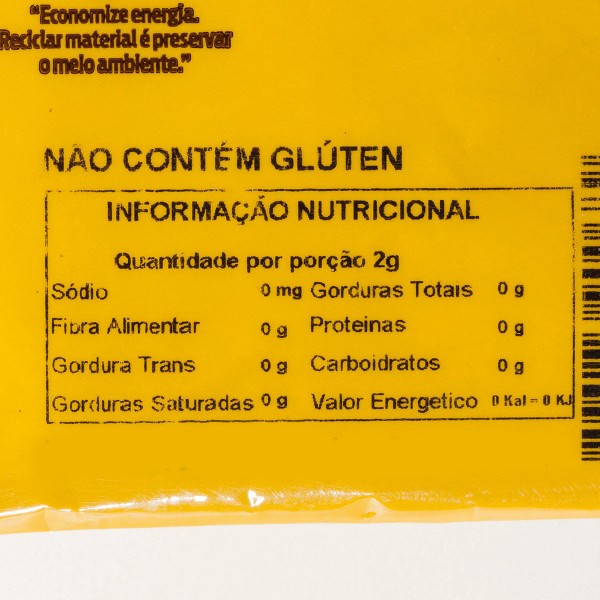 “Economize energia.
Reciclar material é preservar
o meio ambiente.”
NÃO CONTÉM GLÚTEN
INFORMAÇÃO NUTRICIONAL
Quantidade por porção 2g
Sódio 0 mg Gorduras Totais 0 g
Fibra Alimentar 0 g Proteinas 0 g
Gordura Trans 0 g Carboidratos 0 g
Gorduras Saturadas 0 g Valor Energetico 0 Kal = 0 KJ